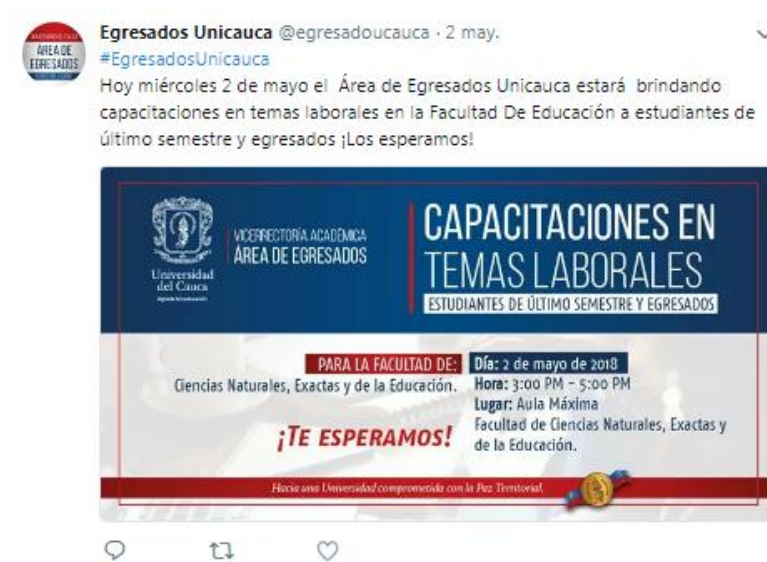 Egresados Unicauca @egresadoucauca · 2 may.
#EgresadosUnicauca
Hoy miércoles 2 de mayo el Área de Egresados Unicauca estará brindando
capacitaciones en temas laborales en la Facultad De Educación a estudiantes de
último semestre y egresados ¡Los esperamos!
ÁREA DE
EGRESADOS
Universidad
del Cauca
VICERRECTORÍA ACADÉMICA
ÁREA DE EGRESADOS
CAPACITACIONES EN
TEMAS LABORALES
ESTUDIANTES DE ÚLTIMO SEMESTRE Y EGRESADOS
PARA LA FACULTAD DE:
Ciencias Naturales, Exactas y de la Educación.
¡TE ESPERAMOS!
Día: 2 de mayo de 2018
Hora: 3:00 PM - 5:00 PM
Lugar: Aula Máxima
Facultad de Ciencias Naturales, Exactas y
de la Educación.
Hacia una Universidad comprometida con la Paz Territorial.